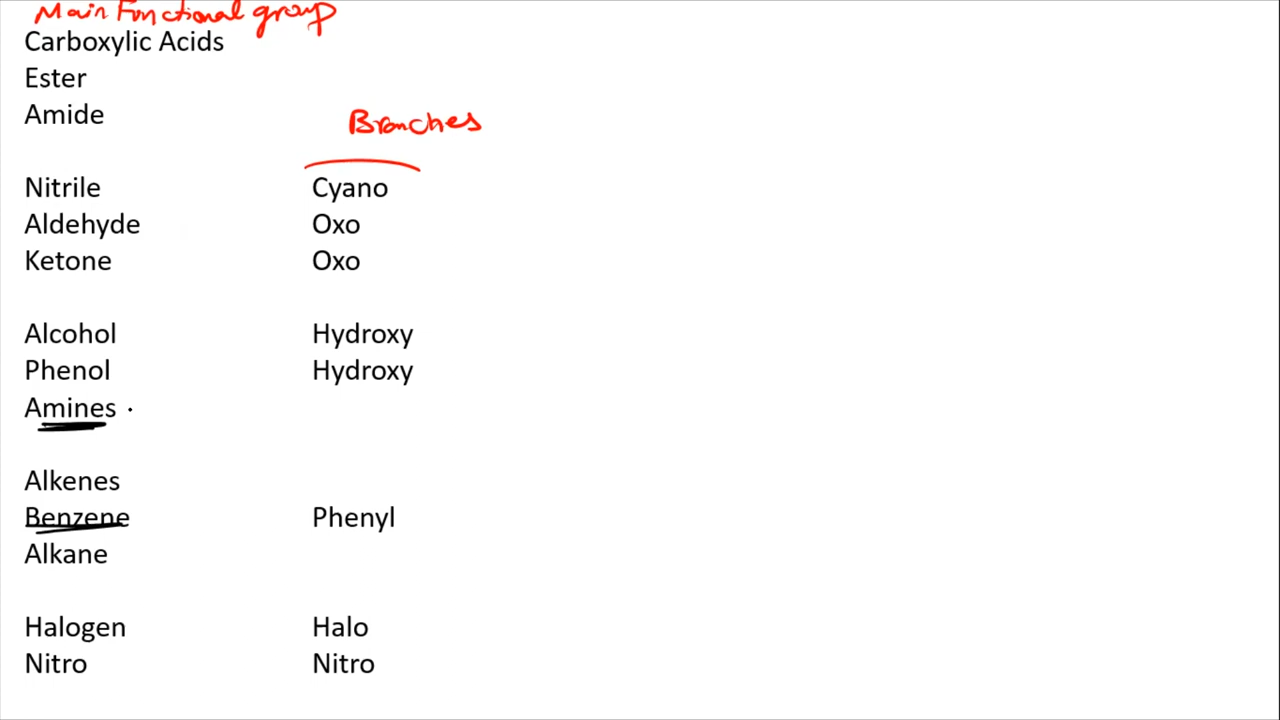 Main Functional group
Carboxylic Acids
Ester
Amide
Branches
Nitrile Cyano
Aldehyde Oxo
Ketone Oxo
Alcohol Hydroxy
Phenol Hydroxy
Amines
Alkenes
Benzene Phenyl
Alkane
Halogen Halo
Nitro Nitro